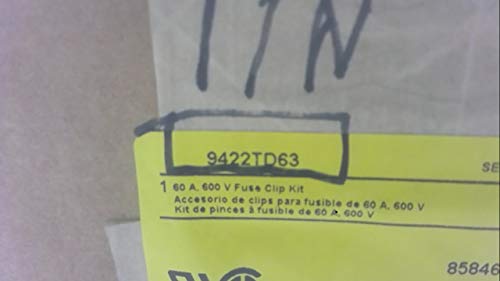 9422TD63
SE
1 60 A, 600 V Fuse Clip Kit
Accesorio de clips para fusible de 60 A, 600 V
Kit de pinces à fusible de 60 A, 600 V
85846